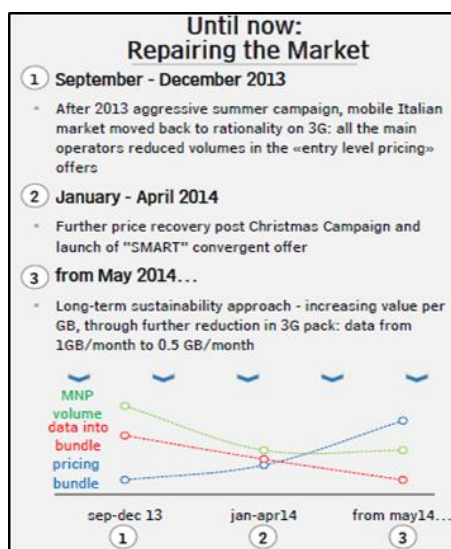 Until now:
Repairing the Market
1 September - December 2013
After 2013 aggressive summer campaign, mobile Italian
market moved back to rationality on 3G: all the main
operators reduced volumes in the «entry level pricing»
offers
2 January - April 2014
Further price recovery post Christmas Campaign and
launch of "SMART" convergent offer
3 from May 2014...
Long-term sustainability approach - increasing value per
GB, through further reduction in 3G pack: data from
1GB/month to 0.5 GB/month
MNP
volume
data into
bundle
pricing
bundle
sep-dec 13 jan-apr14 from may14...
1 2 3